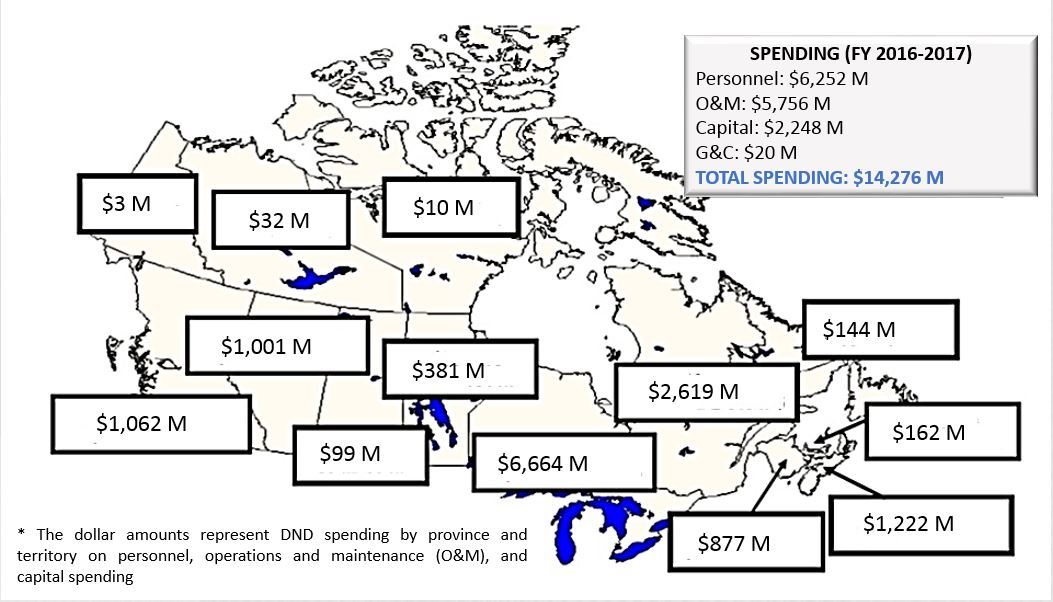 SPENDING (FY 2016-2017)
Personnel: $6,252 M
O&M: $5,756 M
Capital: $2,248 M
G&C: $20 M
TOTAL SPENDING: $14,276 M
$3 M
$32 M
$10 M
$1,001 M
$381 M
$144 M
$2,619 M
$1,062 M
$99 M
$6,664 M
$162 M
$877 M
$1,222 M
* The dollar amounts represent DND spending by province and
territory on personnel, operations and maintenance (O&M), and
capital spending